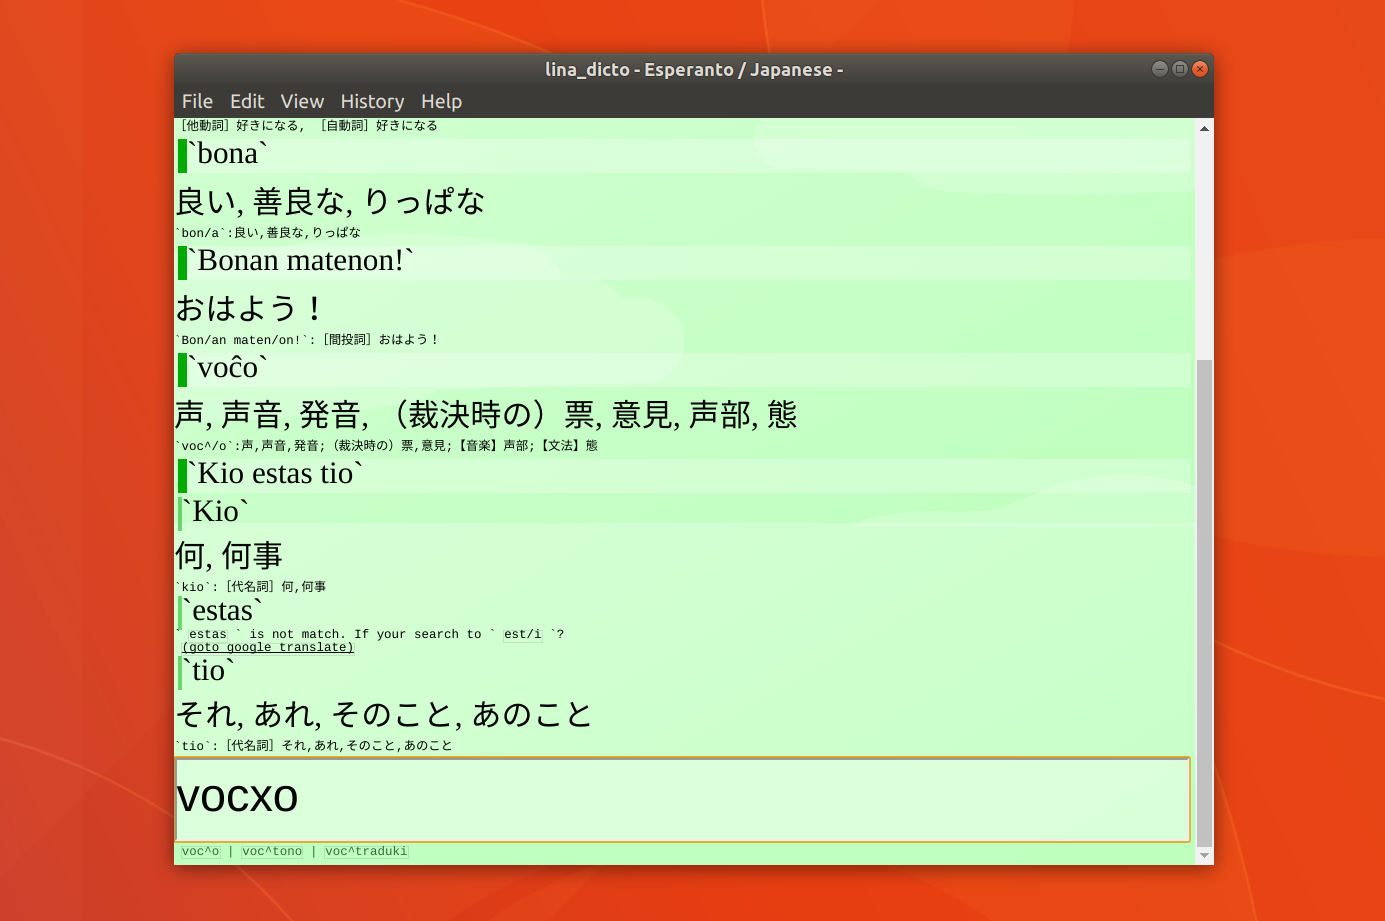 lina_dicto - Esperanto / Japanese -
File Edit View History Help
［他動詞］好きになる, ［自動詞］好きになる
`bona`
良い, 善良な, りっぱな
`bon/a`:良い,善良な,りっぱな
`Bonan matenon!`
おはよう！
`Bon/an maten/on!`:［間投詞］おはよう！
`voĉo`
声, 声音, 発音, （裁決時の）票, 意見, 声部, 態
`voc^/o`:声,声音,発音;（裁決時の）票,意見;【音楽】声部;【文法】態
`Kio estas tio`
`Kio`
何, 何事
`kio`:［代名詞］何,何事
`estas`
` estas ` is not match. If your search to ` est/i `?
(goto google translate)
`tio`
それ, あれ, そのこと, あのこと
`tio`:［代名詞］それ,あれ,そのこと,あのこと
vocxo
voc^o | voc^tono | voc^traduki